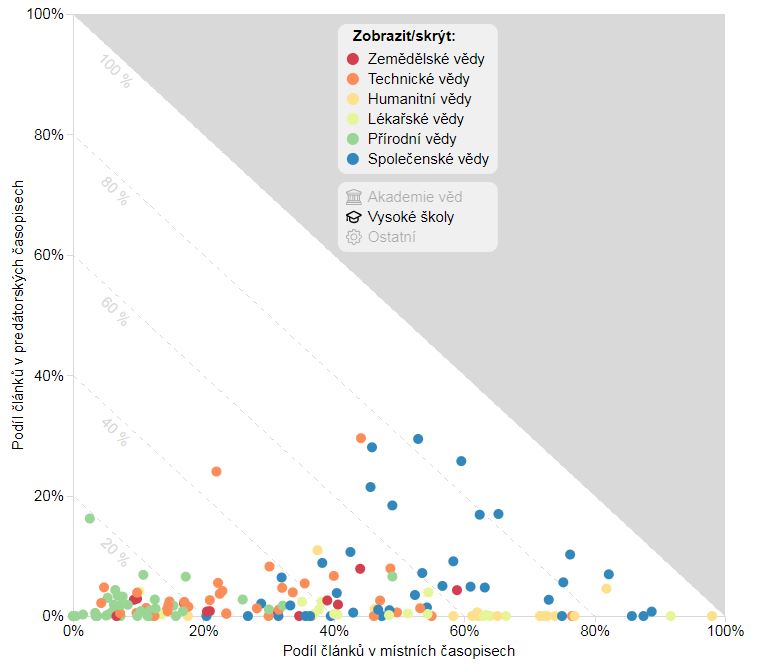 100%
80%
60%
40%
20%
0%
Podíl článků v predátorských časopisech
100 %
80 %
60 %
40 %
20 %
Zobrazit/skrýt:
Zemědělské vědy
Technické vědy
Humanitní vědy
Lékařské vědy
Přírodní vědy
Společenské vědy
Akademie věd
Vysoké školy
Ostatní
0%
20%
40%
60%
80%
100%
Podíl článků v místních časopisech